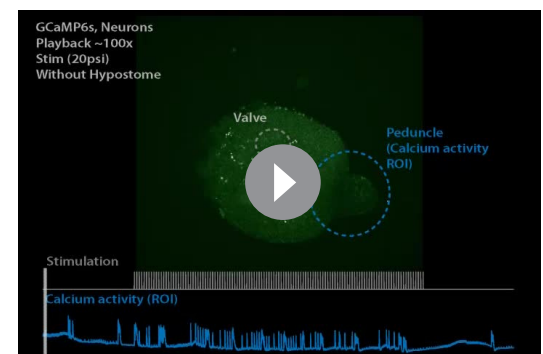 GCaMP6s, Neurons
Playback ~100x
Stim (20psi)
Without Hypostome
Valve
Peduncle
(Calcium activity
ROI)
Stimulation
Calcium activity (ROI)